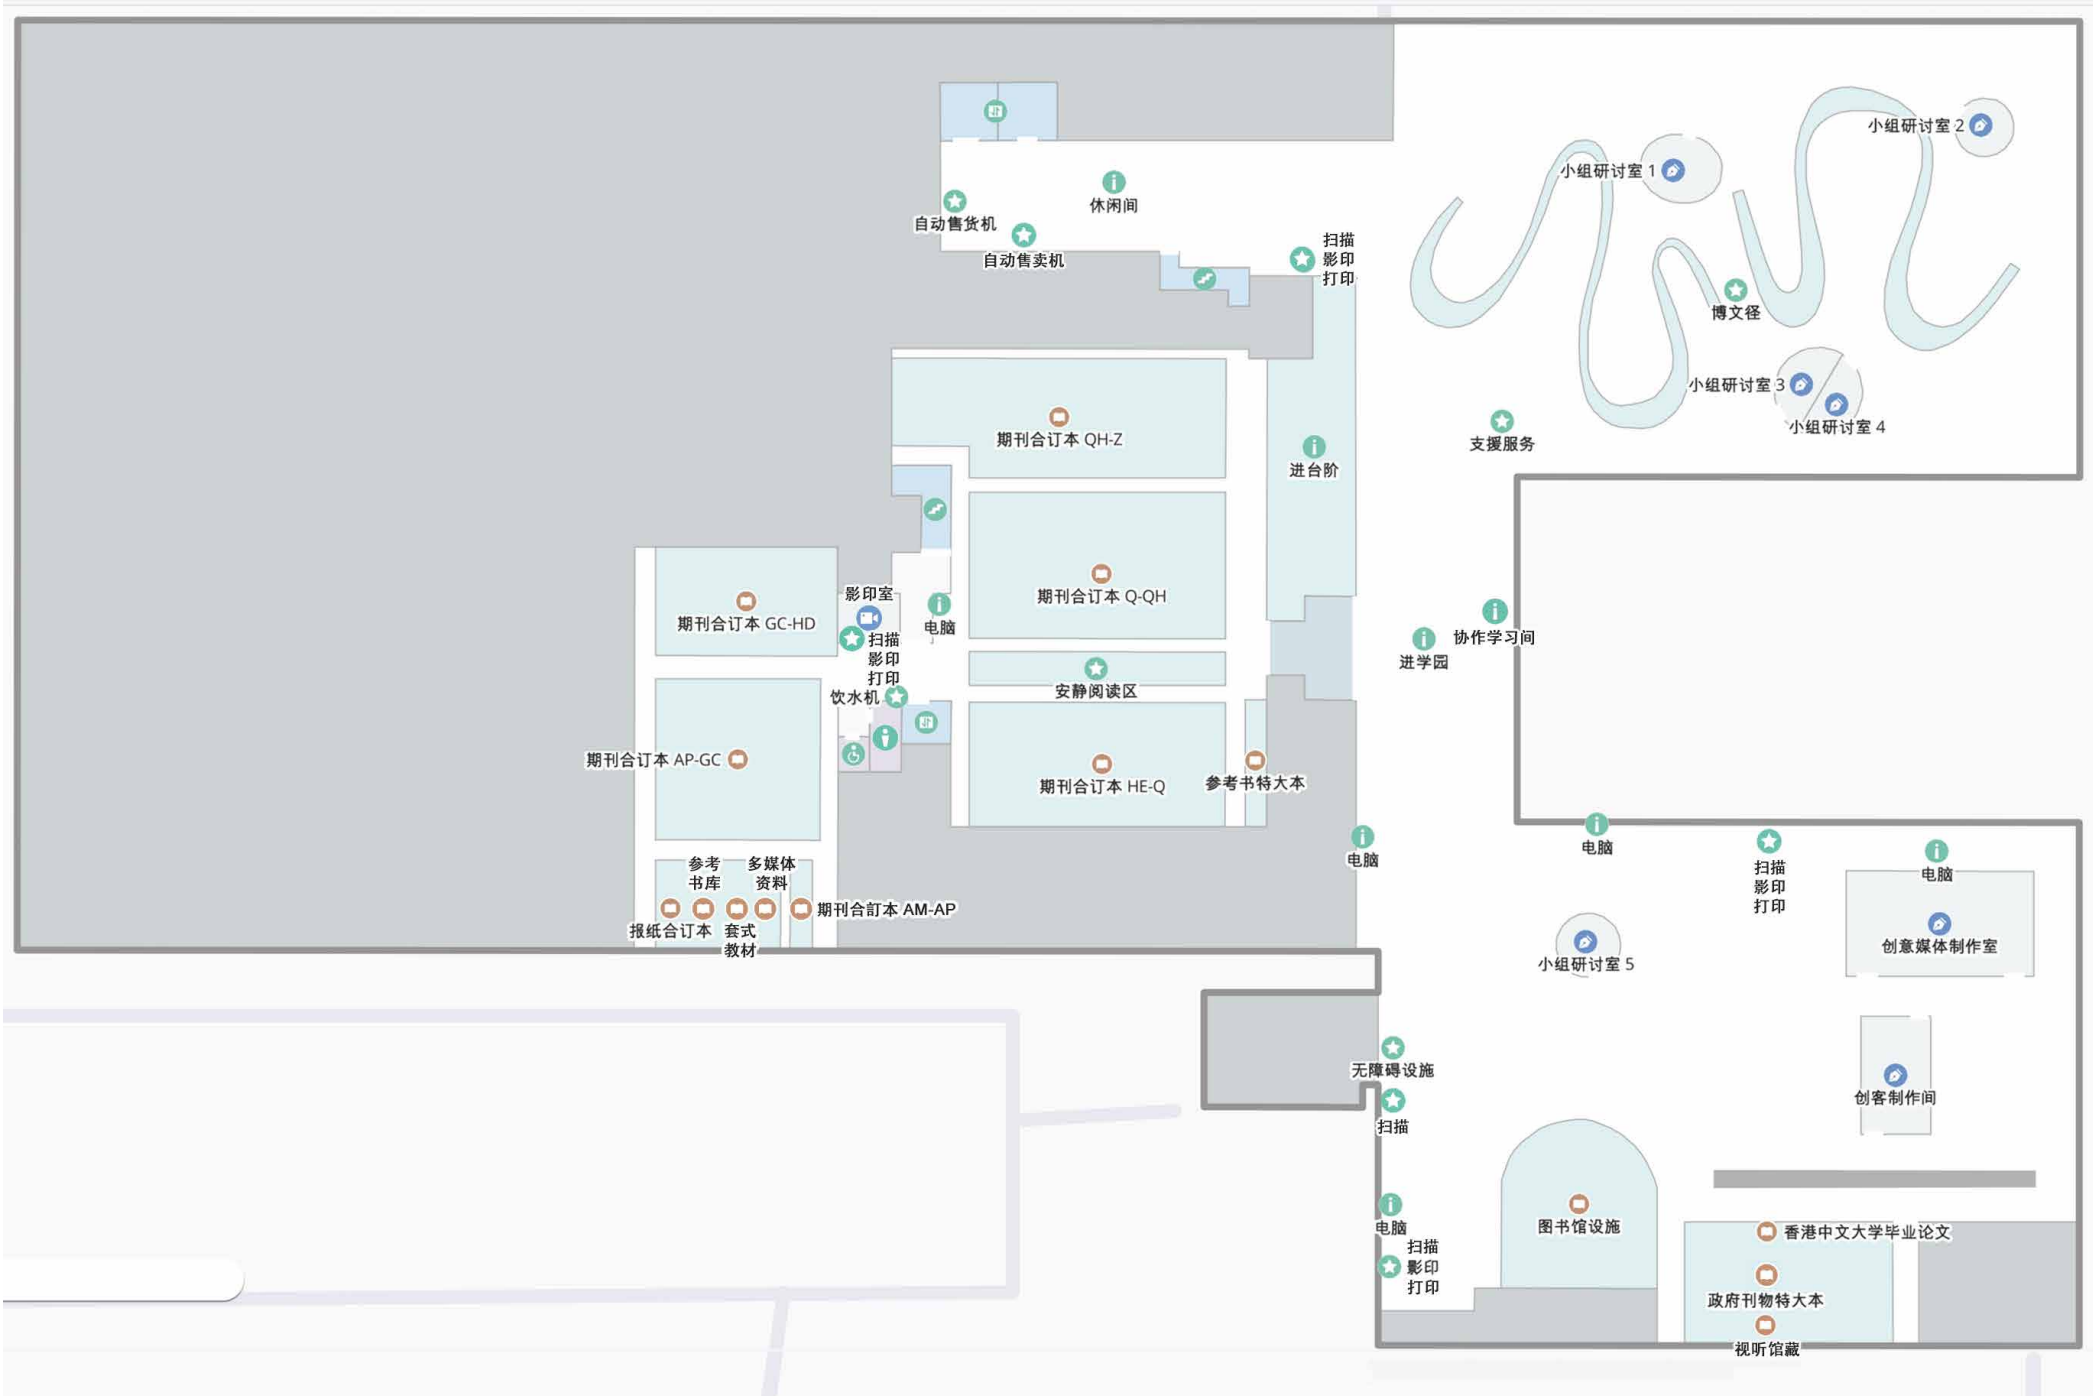 小组研讨室 2
小组研讨室 1
休闲间
自动售货机
自动售卖机
扫描
影印
打印
博文径
小组研讨室 3
小组研讨室 4
支援服务
期刊合订本 QH-Z
进台阶
期刊合订本 Q-QH
影印室
期刊合订本 GC-HD
电脑
扫描
影印
打印
协作学习间
进学园
安静阅读区
饮水机
期刊合订本 AP-GC
期刊合订本 HE-Q
参考书特大本
电脑
电脑
扫描
影印
打印
电脑
参考
书库
多媒体
资料
期刊合訂本 AM-AP
报纸合订本
套式
教材
创意媒体制作室
小组研讨室 5
无障碍设施
创客制作间
扫描
电脑
图书馆设施
香港中文大学毕业论文
扫描
影印
打印
政府刊物特大本
视听馆藏